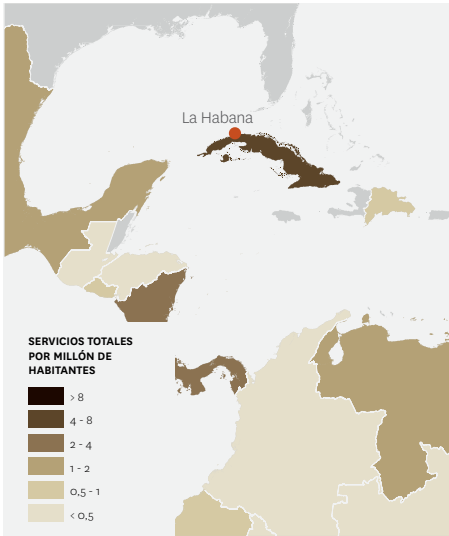 La Habana
SERVICIOS TOTALES
POR MILLÓN DE
HABITANTES
> 8
4 - 8
2 - 4
1 - 2
0,5 - 1
< 0,5